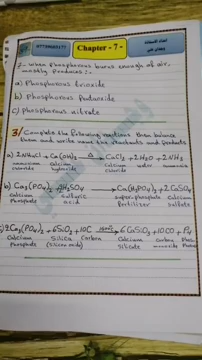 07739600177
Chapter - 7 -
2- when phosphorous burns enough of air.
mostly produces :-
a) Phosphorous trioxide
b) phosphorous Pentoxide
c) phosphorous nitrate
3/ Complete the following reactions then balance
them and write name the reactants and Products
a) 2NH4Cl + Ca(OH)2 Δ→ CaCl2 + 2H2O + 2NH3
ammonium calcium calcium water ammonia
chloride hydroxide chloride
b) Ca3(PO4)2 + 2H2SO4 → Ca(H2PO4)2 + 2CaSO4
calcium sulfuric super phosphate calcium
Phosphate acid fertilizer sulfate
c) 2Ca3(PO4)2 + 6SiO2 + 10C → 6CaSiO3 + 10CO + P4
Calcium Silica Carbon Calcium carbon
phosphate silicate monoxide